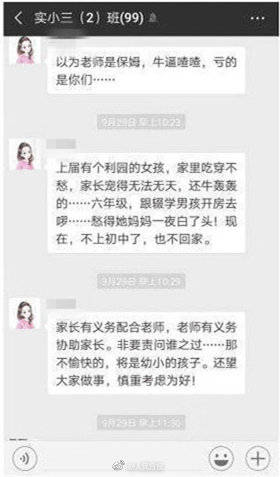 实小三（2）班(99)
以为老师是保姆，牛逼喳喳，亏的
是你们……
9月29日 早上10:23
上届有个利园的女孩，家里吃穿不
愁，家长宠得无法无天，还牛轰轰
的……六年级，跟辍学男孩开房去
啰……愁得她妈妈一夜白了头！现
在，不上初中了，也不回家。
9月29日 早上10:29
家长有义务配合老师，老师有义务
协助家长。非要责问谁之过……那
不愉快的，将是幼小的孩子。还望
大家做事，慎重考虑为好！
9月29日 早上11:30